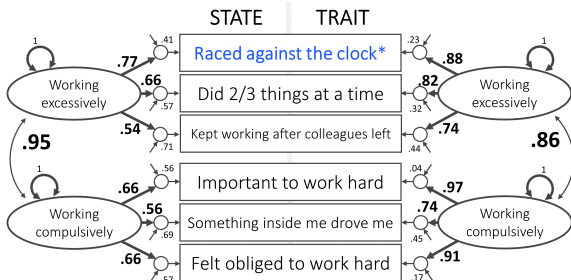 STATE TRAIT
1 .41 .23 1
.77 Raced against the clock* .88
Working excessively
.66 .57 Did 2/3 things at a time .82 .32
Working excessively
.54 .71 Kept working after colleagues left .74 .44
.95 .86
1 .56 .04 1
.66 Important to work hard .97
Working compulsively
.56 .69 Something inside me drove me .74 .45
Working compulsively
.66 .57 Felt obliged to work hard .91 .17